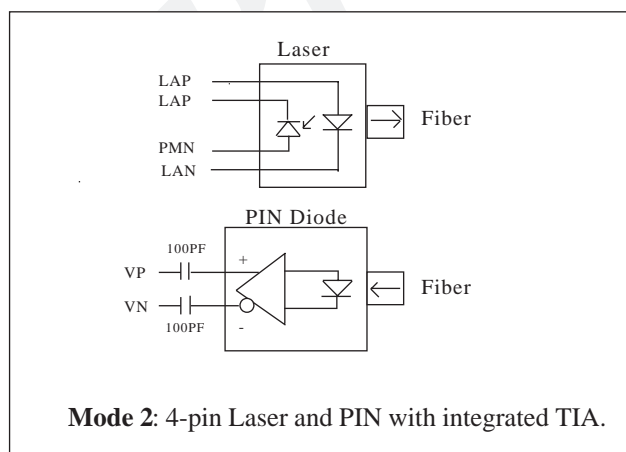 Laser
LAP
LAP
Fiber
PMN
LAN
PIN Diode
100PF
+
VP
Fiber
VN
100PF
-
Mode 2: 4-pin Laser and PIN with integrated TIA.